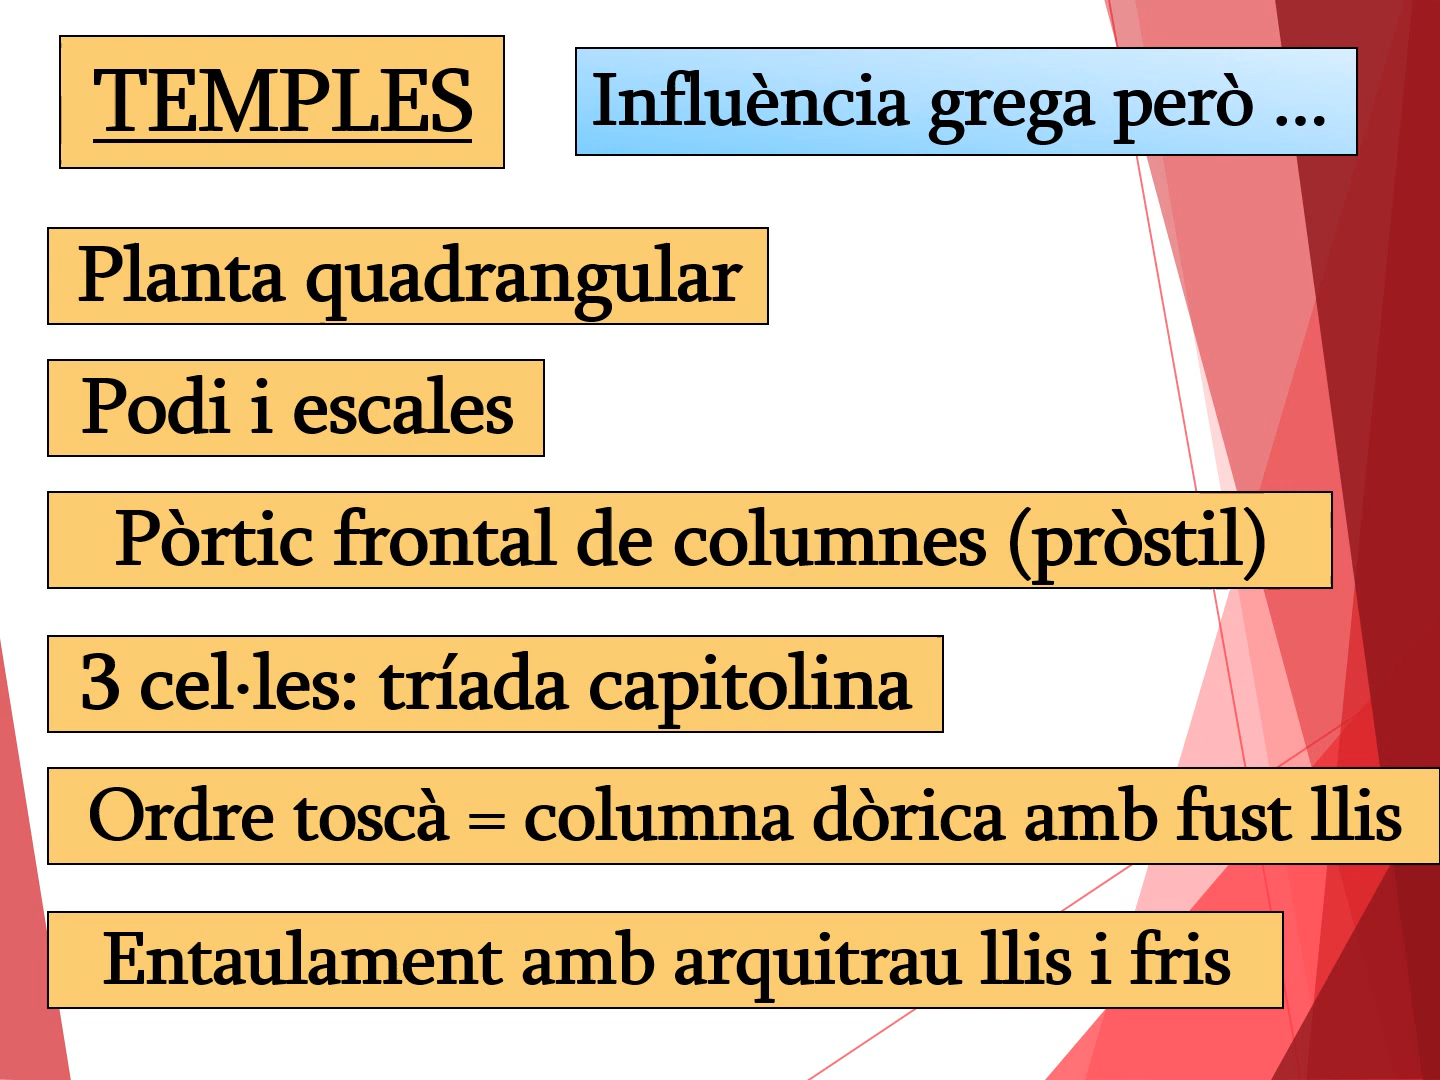 TEMPLES
Influència grega però ...
Planta quadrangular
Podi i escales
Pòrtic frontal de columnes (pròstil)
3 cel·les: tríada capitolina
Ordre toscà = columna dòrica amb fust llis
Entaulament amb arquitrau llis i fris